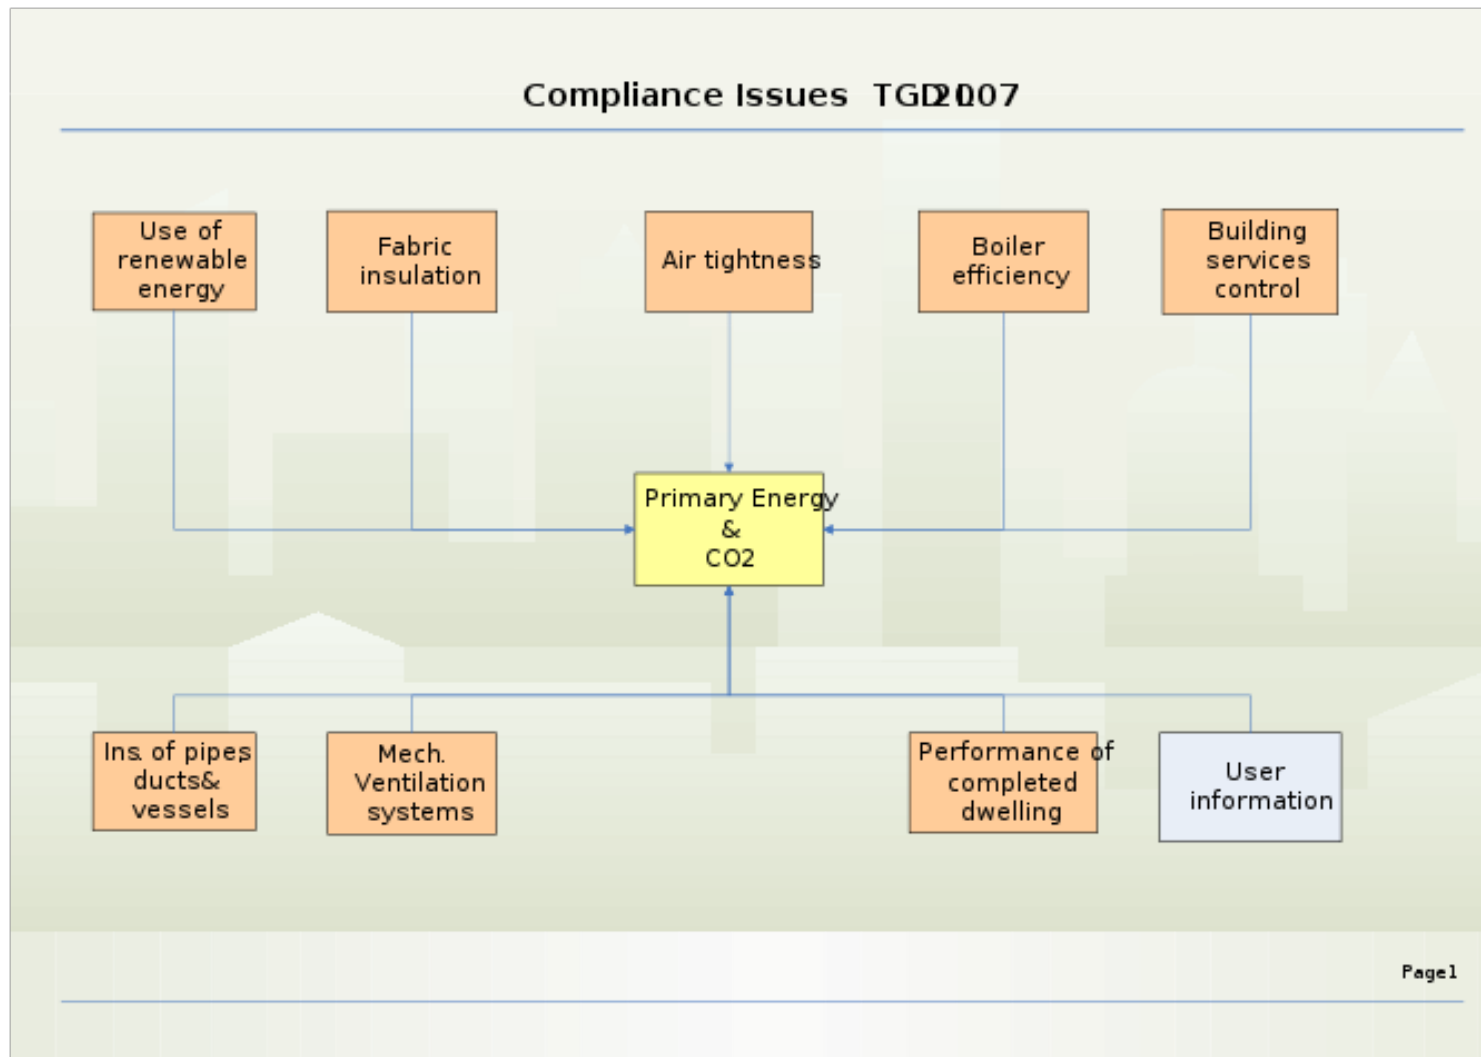 Compliance Issues TGD L 2007
Use of
renewable
energy
Fabric
insulation
Air tightness
Boiler
efficiency
Building
services
control
Primary Energy
&
CO2
Ins. of pipes,
ducts&
vessels
Mech.
Ventilation
systems
Performance of
completed
dwelling
User
information
Page1